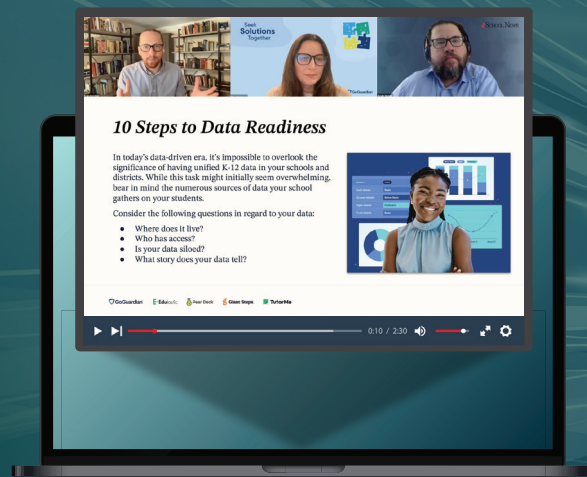 Seek
Solutions
Together
GoGuardian
eSchool News
10 Steps to Data Readiness
In today's data-driven era, it's impossible to overlook the
significance of having unified K-12 data in your schools and
districts. While this task might initially seem overwhelming,
bear in mind the numerous sources of data your school
gathers on your students.
Consider the following questions in regard to your data:
• Where does it live?
• Who has access?
• Is your data siloed?
• What story does your data tell?
GoGuardian Edulastic Pear Deck Giant Steps TutorMe
0:10 / 2:30